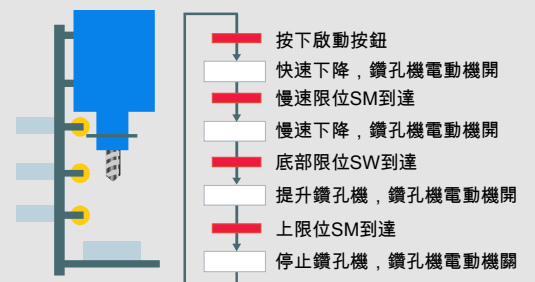 按下啟動按鈕
快速下降，鑽孔機電動機開
慢速限位SM到達
慢速下降，鑽孔機電動機開
底部限位SW到達
提升鑽孔機，鑽孔機電動機開
上限位SM到達
停止鑽孔機，鑽孔機電動機關